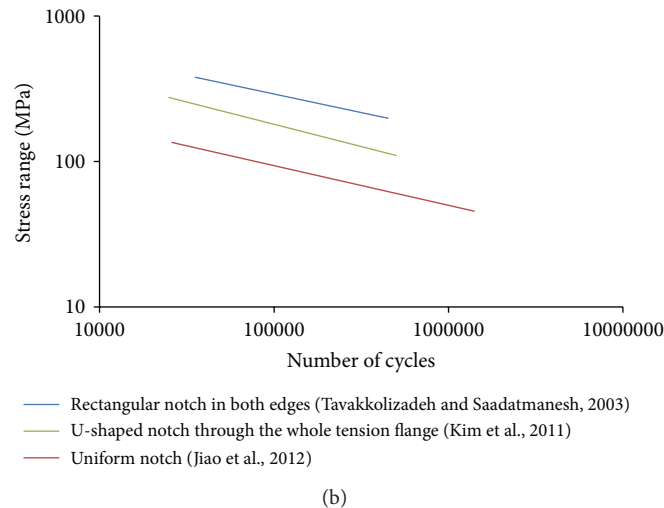 1000
100
10
Stress range (MPa)
10000 100000 1000000 10000000
Number of cycles
Rectangular notch in both edges (Tavakkolizadeh and Saadatmanesh, 2003)
U-shaped notch through the whole tension flange (Kim et al., 2011)
Uniform notch (Jiao et al., 2012)
(b)